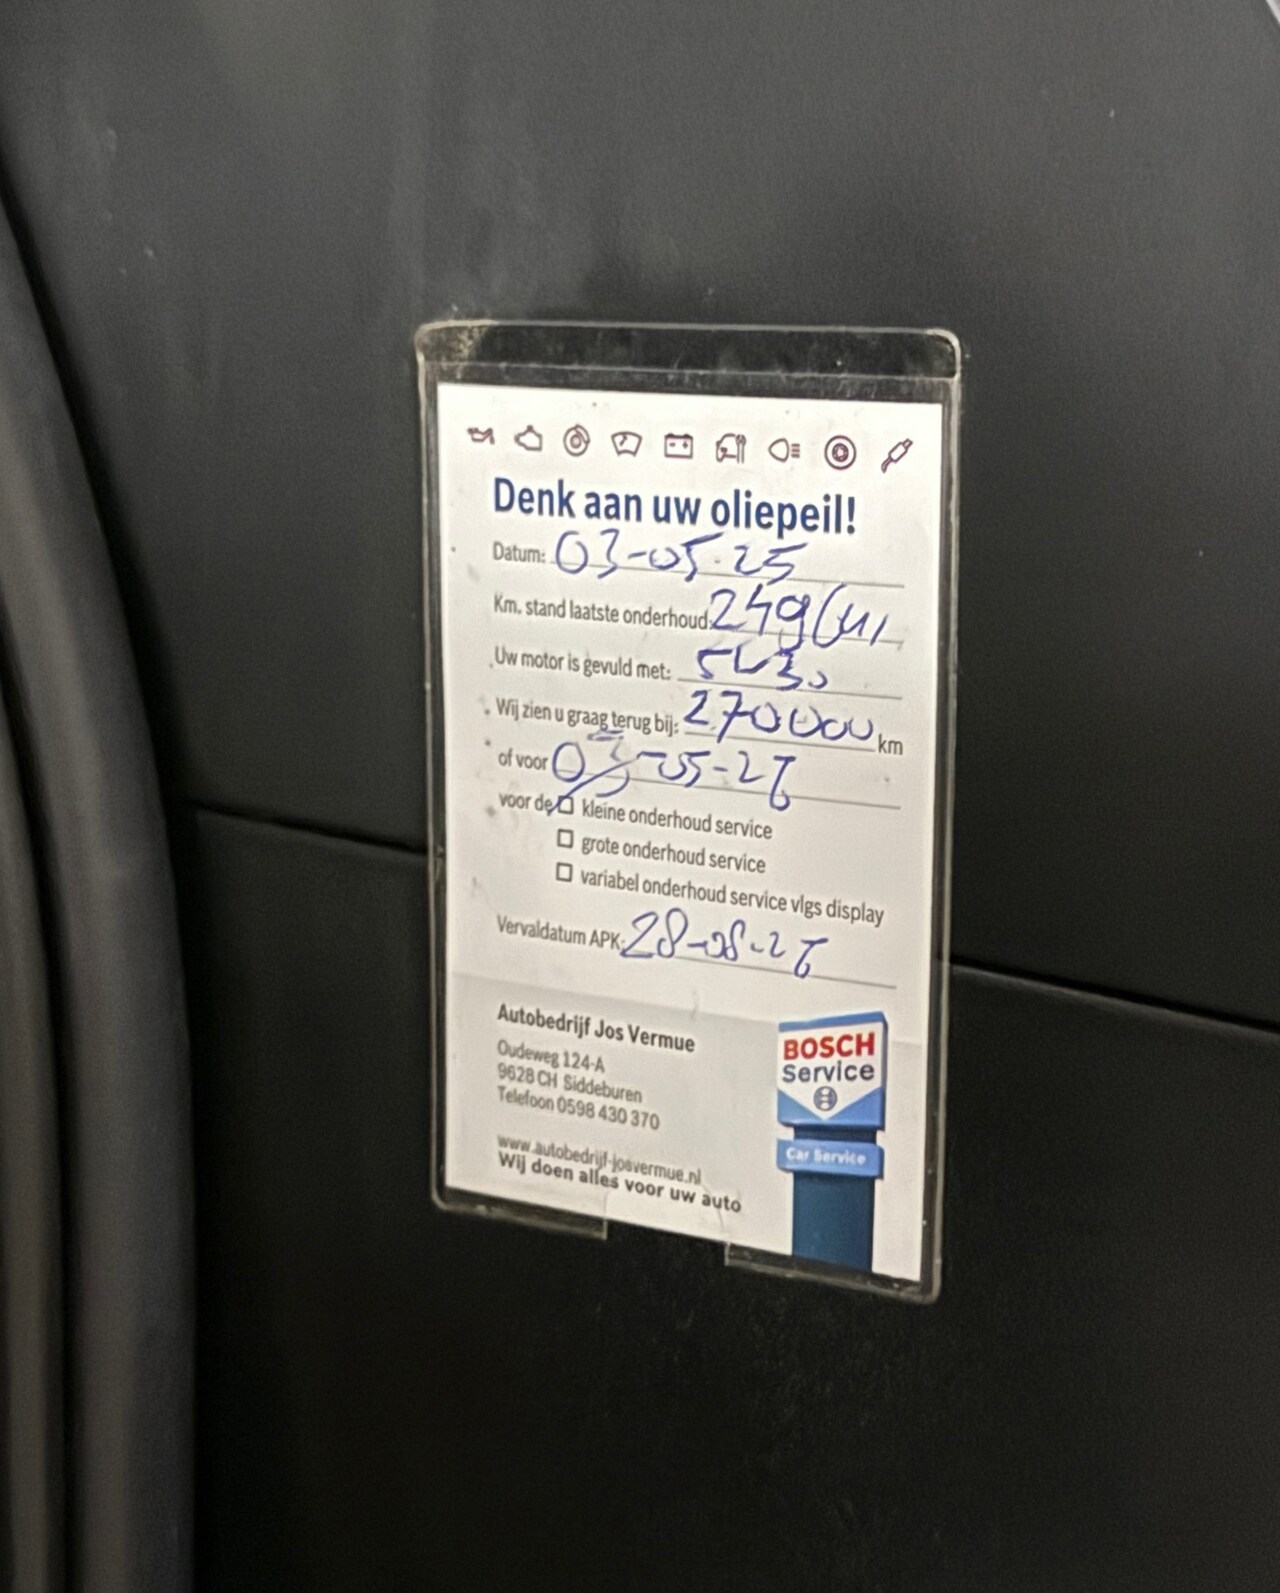 Denk aan uw oliepeil!
Datum: 03-05-25
Km. stand laatste onderhoud:
Uw motor is gevuld met: 5W30
Wij zien u graag terug bij: 270000 km
of voor 03-05-26
voor de ☐ kleine onderhoud service
☐ grote onderhoud service
☐ variabel onderhoud service vlgs display
Vervaldatum APK: 28-08-26
Autobedrijf Jos Vermue
Oudeweg 124-A
9628 CH Siddeburen
Telefoon 0598 430 370
www.autobedrijf-josvermue.nl
Wij doen alles voor uw auto
BOSCH
Service
Car Service